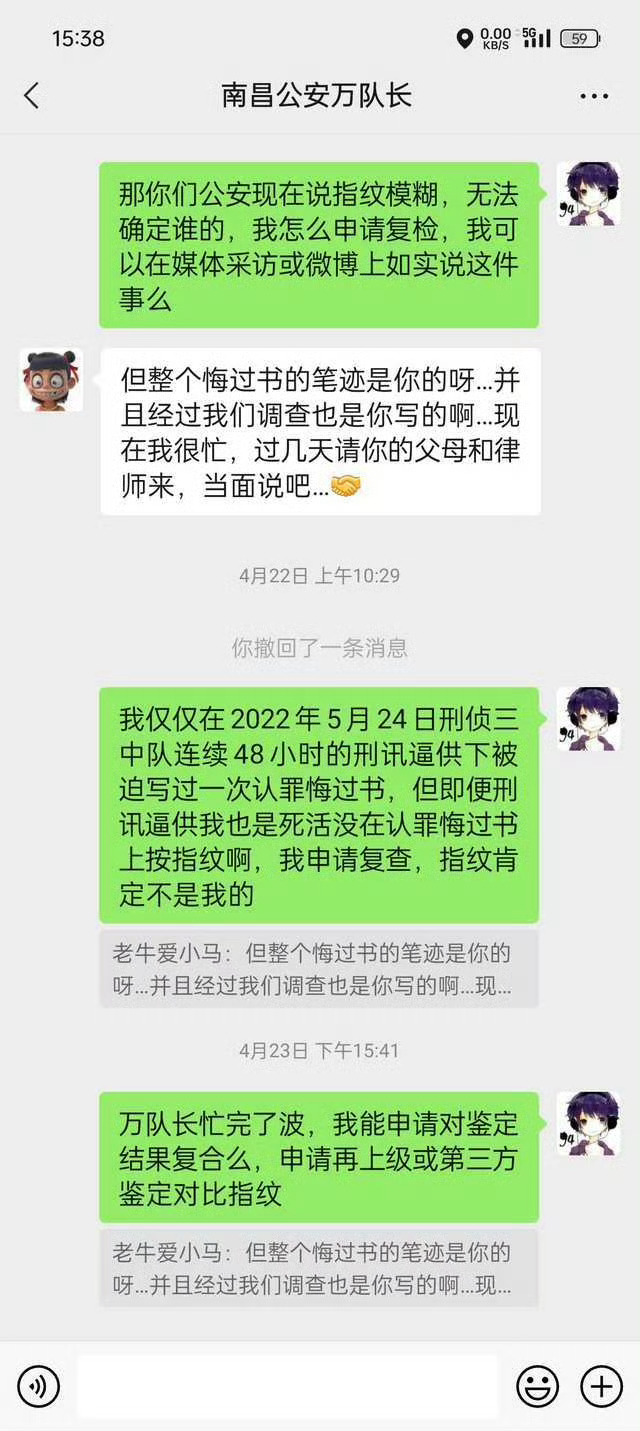 15:38
0.00 KB/S 5G 59
南昌公安万队长
那你们公安现在说指纹模糊，无法
确定谁的，我怎么申请复检，我可
以在媒体采访或微博上如实说这件
事么
但整个悔过书的笔迹是你的呀...并
且经过我们调查也是你写的啊...现
在我很忙，过几天请你的父母和律
师来，当面说吧...🤝
4月22日 上午10:29
你撤回了一条消息
我仅仅在2022年5月24日刑侦三
中队连续48小时的刑讯逼供下被
迫写过一次认罪悔过书，但即便刑
讯逼供我也是死活没在认罪悔过书
上按指纹啊，我申请复查，指纹肯
定不是我的
老牛爱小马：但整个悔过书的笔迹是你的
呀...并且经过我们调查也是你写的啊...现...
4月23日 下午15:41
万队长忙完了波，我能申请对鉴定
结果复合么，申请再上级或第三方
鉴定对比指纹
老牛爱小马：但整个悔过书的笔迹是你的
呀...并且经过我们调查也是你写的啊...现...